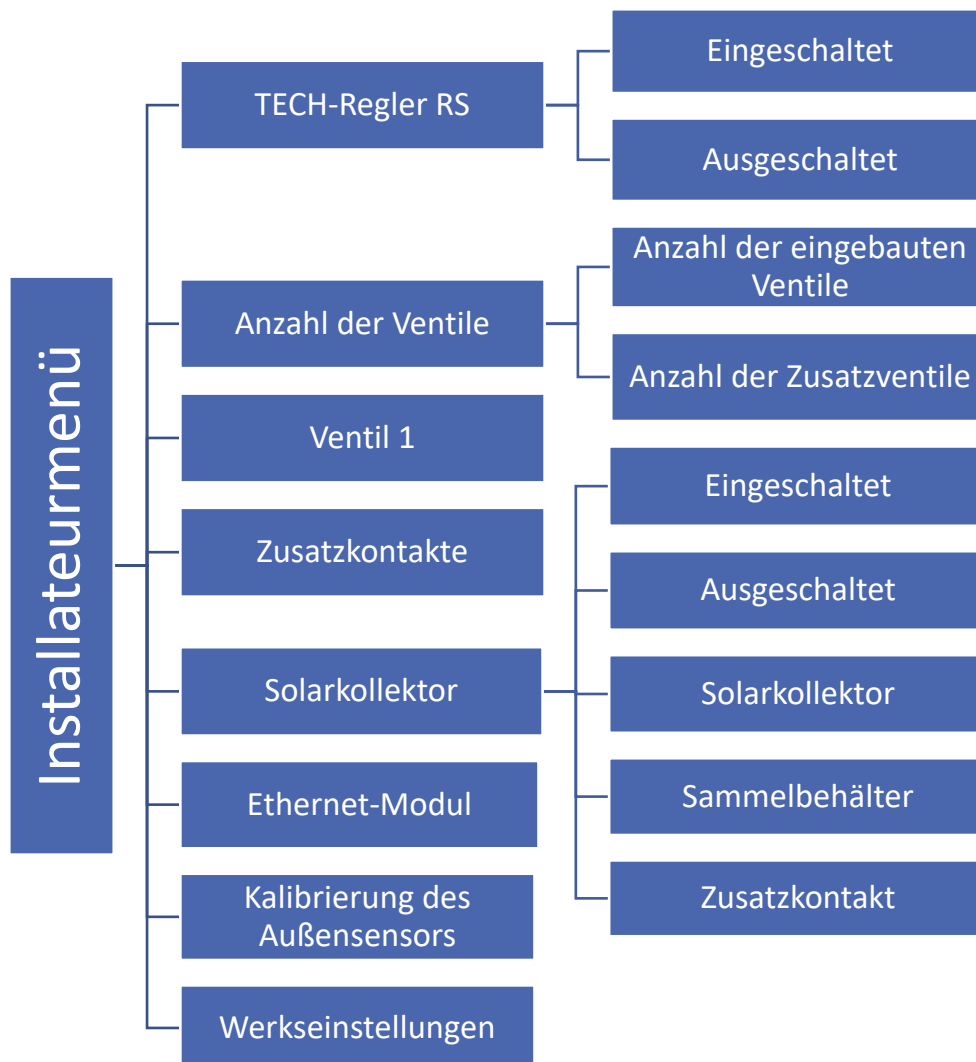 Installateurmenü
TECH-Regler RS
Eingeschaltet
Ausgeschaltet
Anzahl der Ventile
Anzahl der eingebauten
Ventile
Anzahl der Zusatzventile
Ventil 1
Zusatzkontakte
Solarkollektor
Eingeschaltet
Ausgeschaltet
Solarkollektor
Sammelbehälter
Zusatzkontakt
Ethernet-Modul
Kalibrierung des
Außensensors
Werkseinstellungen